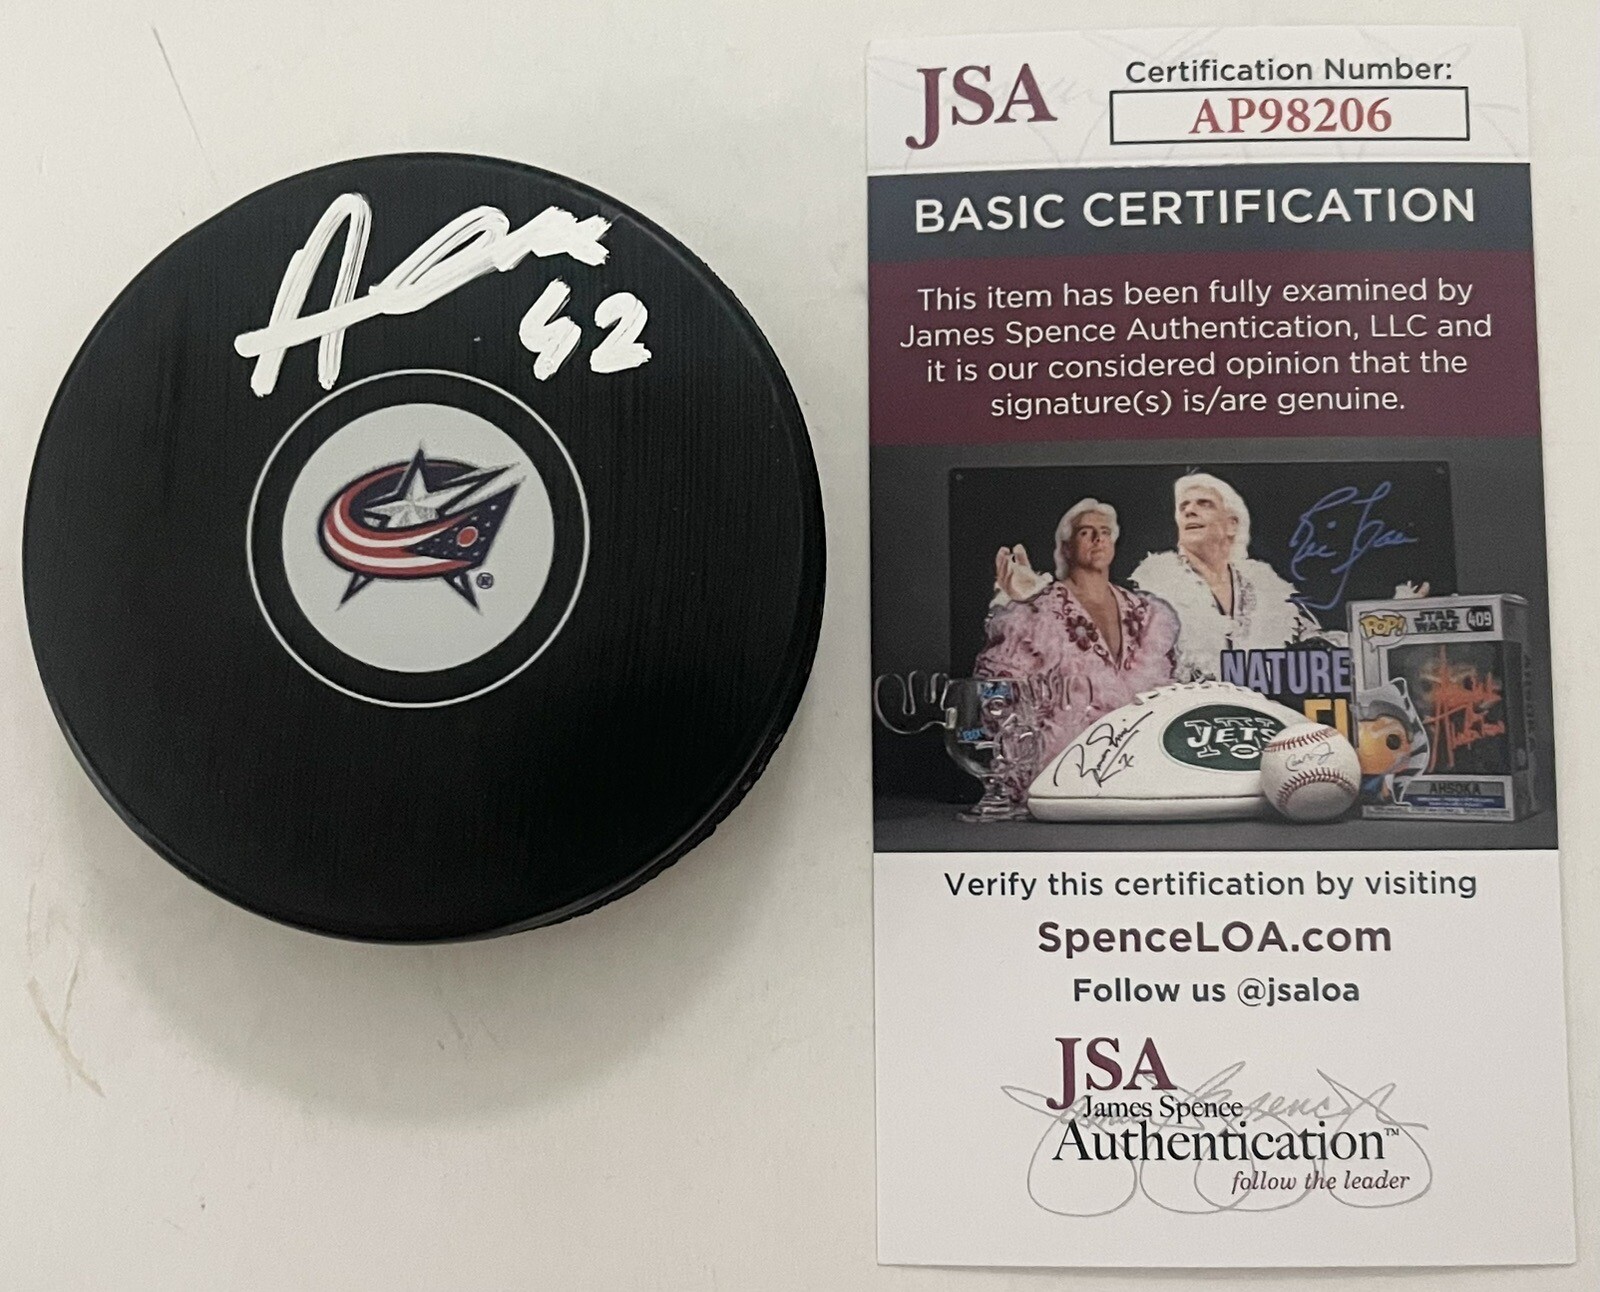 52
®
JSA
Certification Number:
AP98206
BASIC CERTIFICATION
This item has been fully examined by
James Spence Authentication, LLC and
it is our considered opinion that the
signature(s) is/are genuine.
POP!
STAR
WARS
409
NATURE
JETS
AHSOKA
Verify this certification by visiting
SpenceLOA.com
Follow us @jsaloa
JSA
James Spence
Authentication™
follow the leader